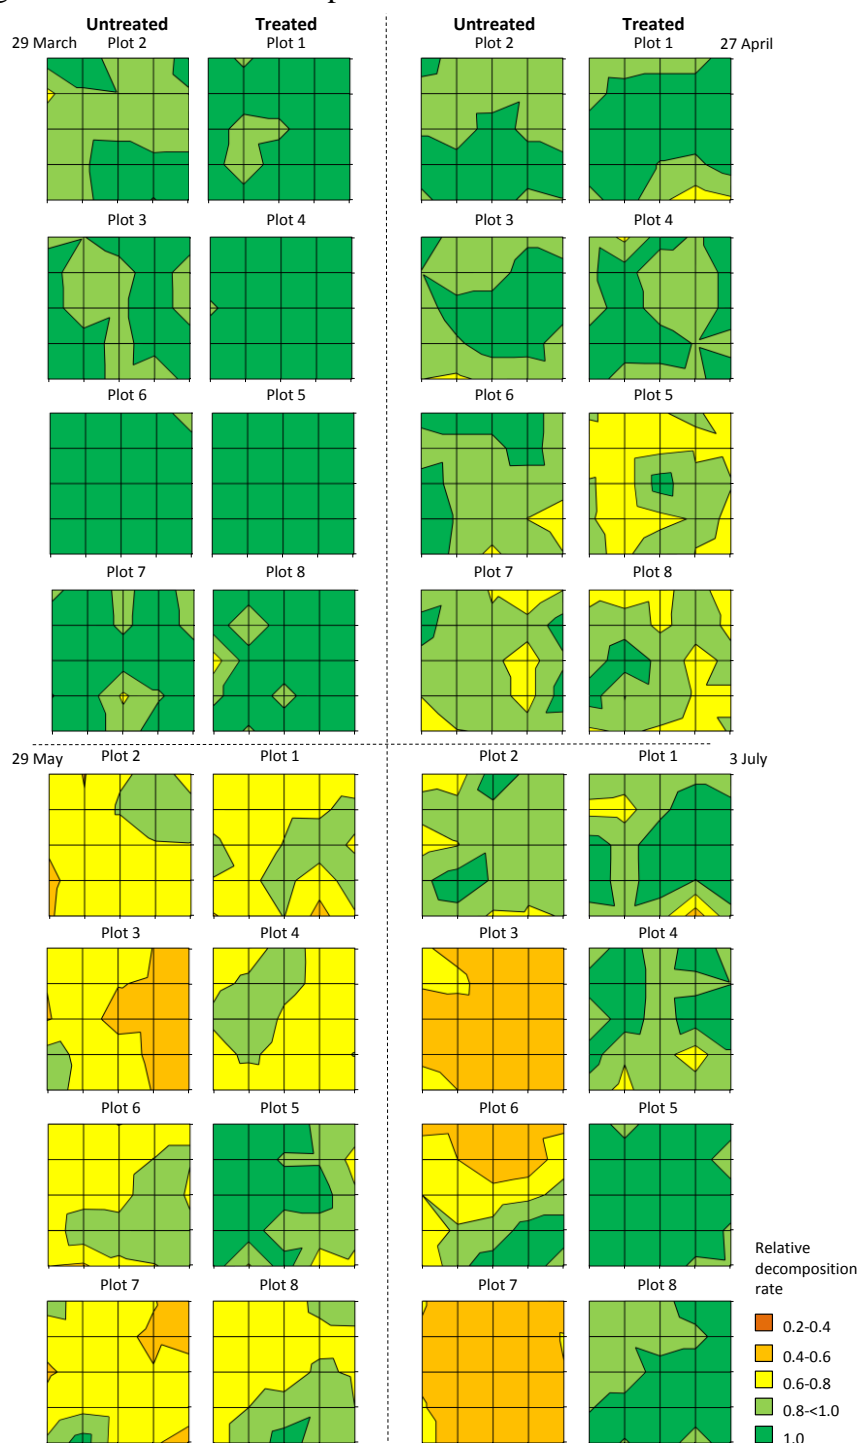 Untreated Treated Untreated Treated
29 March Plot 2 Plot 1 Plot 2 Plot 1 27 April
Plot 3 Plot 4 Plot 3 Plot 4
Plot 6 Plot 5 Plot 6 Plot 5
Plot 7 Plot 8 Plot 7 Plot 8
29 May Plot 2 Plot 1 Plot 2 Plot 1 3 July
Plot 3 Plot 4 Plot 3 Plot 4
Plot 6 Plot 5 Plot 6 Plot 5
Plot 7 Plot 8 Plot 7 Plot 8
Relative
decomposition
rate
0.2-0.4
0.4-0.6
0.6-0.8
0.8-<1.0
1.0